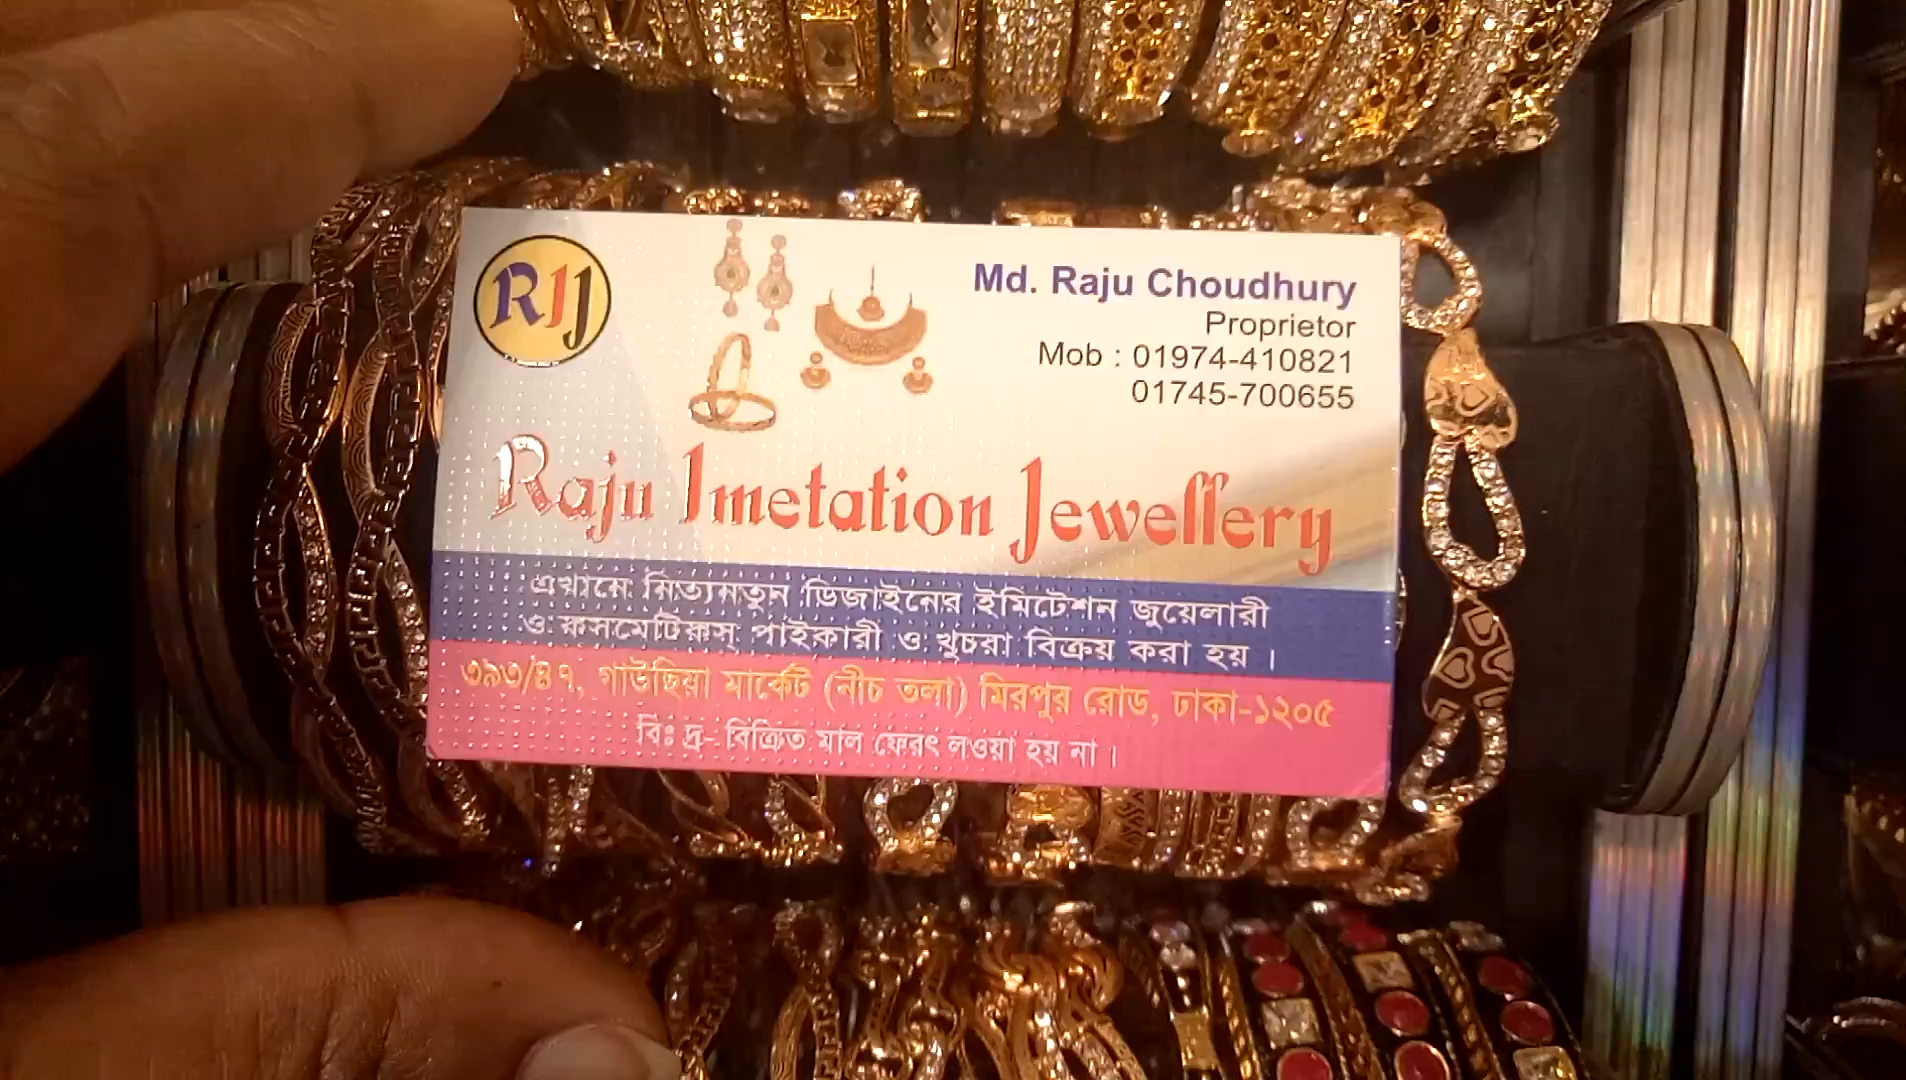 RIJ
Md. Raju Choudhury
Proprietor
Mob : 01974-410821
01745-700655
Raju Imetation Jewellery
এখানে নিত্যনতুন ডিজাইনের ইমিটেশন জুয়েলারী
ও কসমেটিক্স্ পাইকারী ও খুচরা বিক্রয় করা হয় ।
৩৯৩/৪৭, গাউছিয়া মার্কেট (নীচ তলা) মিরপুর রোড, ঢাকা-১২০৫
বিঃ দ্র- বিক্রিত মাল ফেরৎ লওয়া হয় না ।